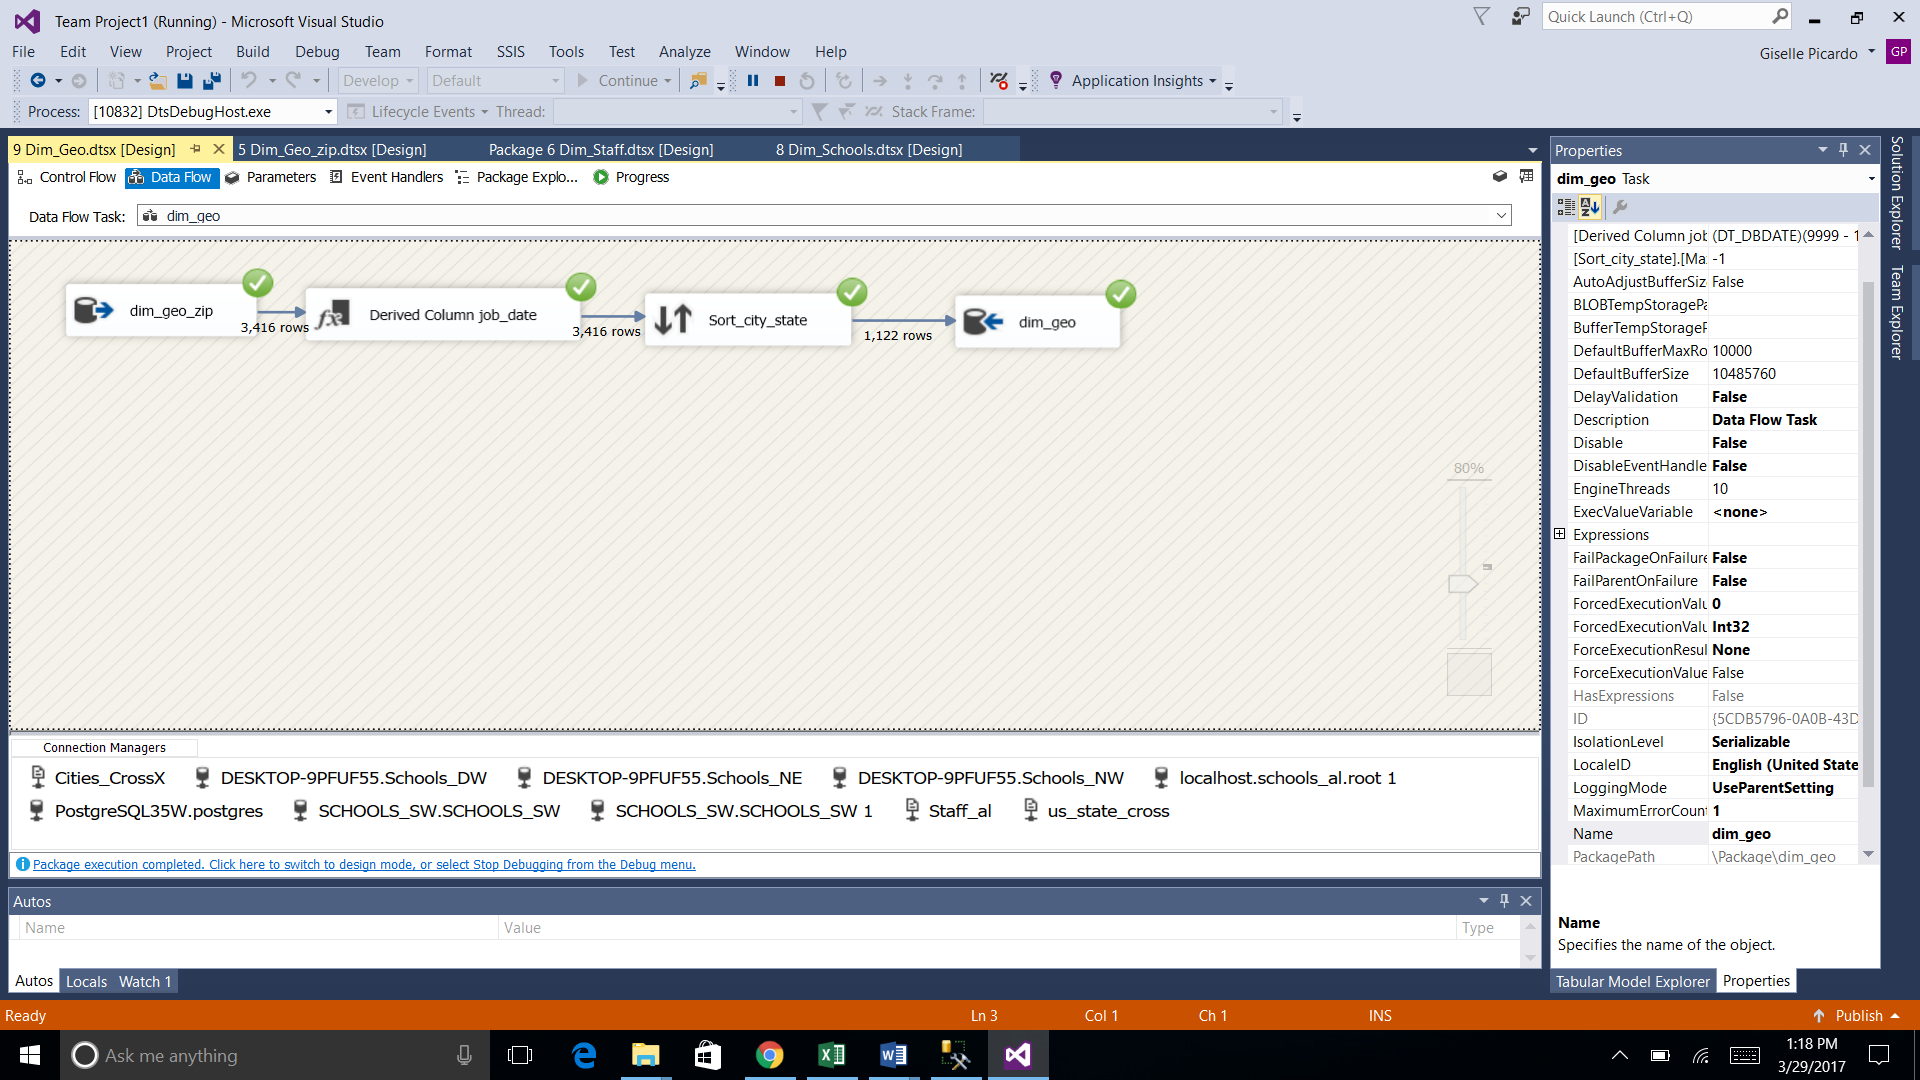 Team Project1 (Running) - Microsoft Visual Studio
Quick Launch (Ctrl+Q)
File Edit View Project Build Debug Team Format SSIS Tools Test Analyze Window Help
Giselle Picardo GP
Develop Default Continue Application Insights
Process: [10832] DtsDebugHost.exe Lifecycle Events Thread: Stack Frame:
9 Dim_Geo.dtsx [Design] 5 Dim_Geo_zip.dtsx [Design] Package 6 Dim_Staff.dtsx [Design] 8 Dim_Schools.dtsx [Design]
Control Flow Data Flow Parameters Event Handlers Package Explo... Progress
Data Flow Task: dim_geo
dim_geo_zip
3,416 rows
fx Derived Column job_date
3,416 rows
Sort_city_state
1,122 rows
dim_geo
80%
Connection Managers
Cities_CrossX DESKTOP-9PFUF55.Schools_DW DESKTOP-9PFUF55.Schools_NE DESKTOP-9PFUF55.Schools_NW localhost.schools_al.root 1
PostgreSQL35W.postgres SCHOOLS_SW.SCHOOLS_SW SCHOOLS_SW.SCHOOLS_SW 1 Staff_al us_state_cross
Package execution completed. Click here to switch to design mode, or select Stop Debugging from the Debug menu.
Autos
Name Value Type
Autos Locals Watch 1
Properties
dim_geo Task
[Derived Column jol (DT_DBDATE)(9999 - 1
[Sort_city_state].[Ma -1
AutoAdjustBufferSiz False
BLOBTempStoragePa
BufferTempStorageF
DefaultBufferMaxRo 10000
DefaultBufferSize 10485760
DelayValidation False
Description Data Flow Task
Disable False
DisableEventHandle False
EngineThreads 10
ExecValueVariable <none>
Expressions
FailPackageOnFailure False
FailParentOnFailure False
ForcedExecutionValu 0
ForcedExecutionValu Int32
ForceExecutionResul None
ForceExecutionValue False
HasExpressions False
ID {5CDB5796-0A0B-43D
IsolationLevel Serializable
LocaleID English (United State
LoggingMode UseParentSetting
MaximumErrorCount 1
Name dim_geo
PackagePath \Package\dim_geo
Name
Specifies the name of the object.
Tabular Model Explorer Properties
Solution Explorer
Team Explorer
Ready Ln 3 Col 1 Ch 1 INS Publish
Ask me anything
1:18 PM
3/29/2017